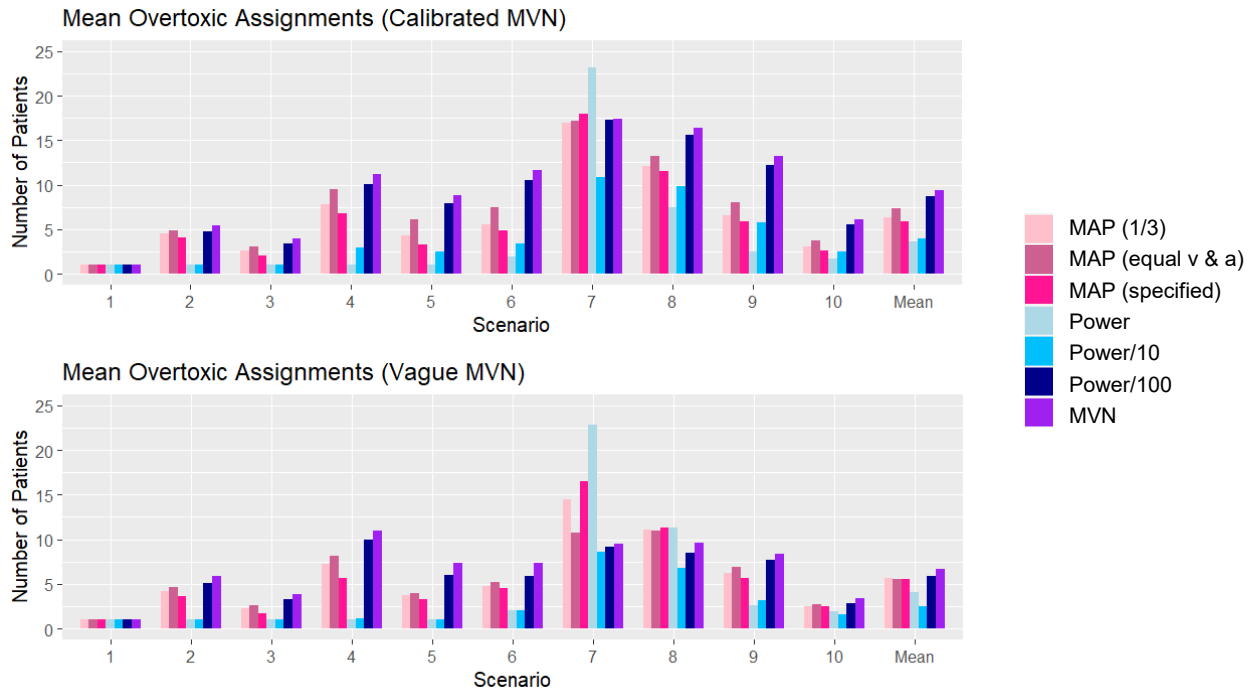 Mean Overtoxic Assignments (Calibrated MVN)
Number of Patients
25
20
15
10
5
0
1 2 3 4 5 6 7 8 9 10 Mean
Scenario
Mean Overtoxic Assignments (Vague MVN)
Number of Patients
25
20
15
10
5
0
1 2 3 4 5 6 7 8 9 10 Mean
Scenario
MAP (1/3)
MAP (equal v & a)
MAP (specified)
Power
Power/10
Power/100
MVN